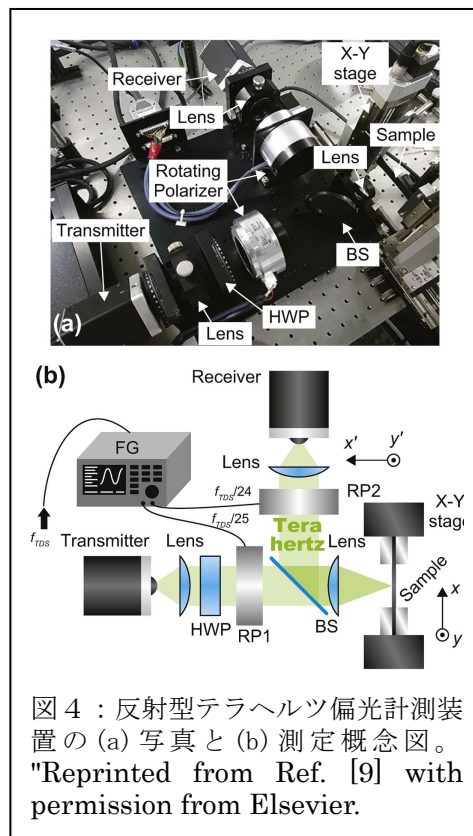 Receiver
Lens
X-Y
stage
Sample
Lens
Rotating
Polarizer
Transmitter
BS
HWP
Lens
(a)
(b)
Receiver
FG
Lens
x'
y'
f_TDS/24
RP2
f_TDS/25
X-Y
stage
Tera
hertz
f_TDS
Transmitter
Lens
Lens
Sample
x
HWP
RP1
BS
y
図4：反射型テラヘルツ偏光計測装
置の(a)写真と(b)測定概念図。
"Reprinted from Ref. [9] with
permission from Elsevier.